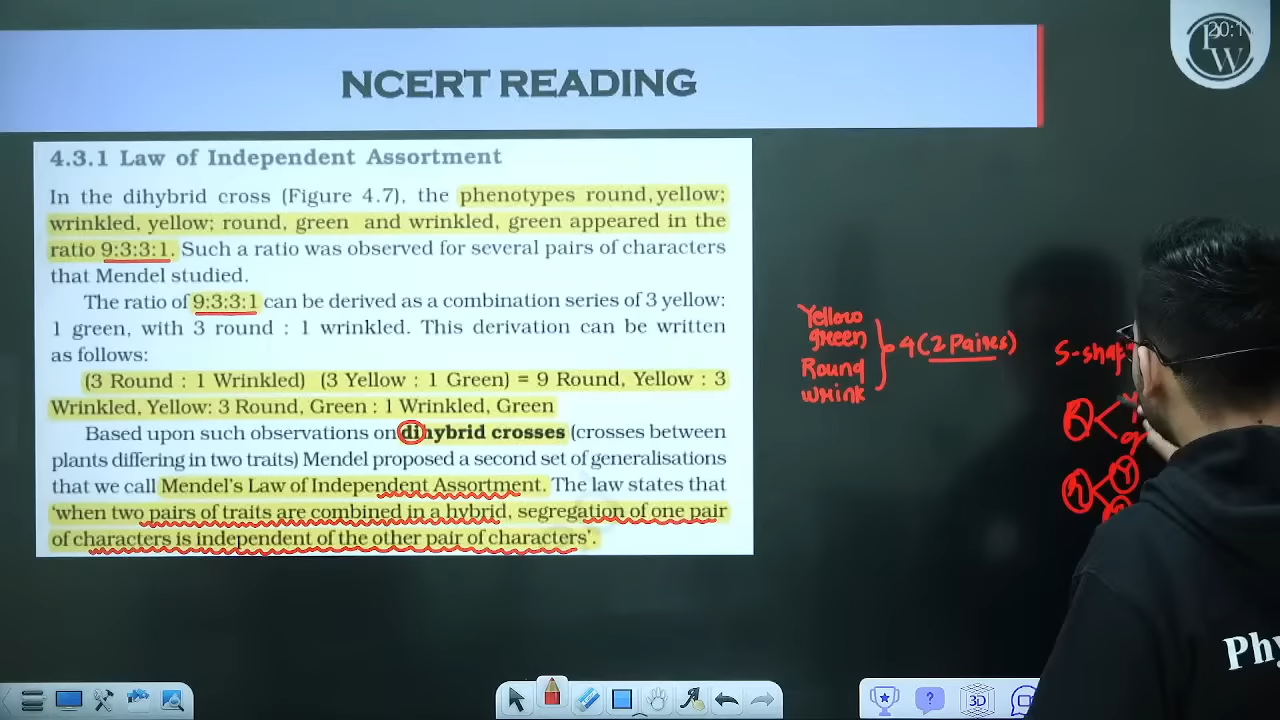 20:1
PW
NCERT READING
4.3.1 Law of Independent Assortment
In the dihybrid cross (Figure 4.7), the phenotypes round, yellow;
wrinkled, yellow; round, green and wrinkled, green appeared in the
ratio 9:3:3:1. Such a ratio was observed for several pairs of characters
that Mendel studied.
The ratio of 9:3:3:1 can be derived as a combination series of 3 yellow:
1 green, with 3 round : 1 wrinkled. This derivation can be written
as follows:
(3 Round : 1 Wrinkled) (3 Yellow : 1 Green) = 9 Round, Yellow : 3
Wrinkled, Yellow: 3 Round, Green : 1 Wrinkled, Green
Based upon such observations on dihybrid crosses (crosses between
plants differing in two traits) Mendel proposed a second set of generalisations
that we call Mendel's Law of Independent Assortment. The law states that
'when two pairs of traits are combined in a hybrid, segregation of one pair
of characters is independent of the other pair of characters'.
Yellow
green
Round
wrink
4 (2 Paires)
S-shap
R
Y
r
Y
Phy
?
3D